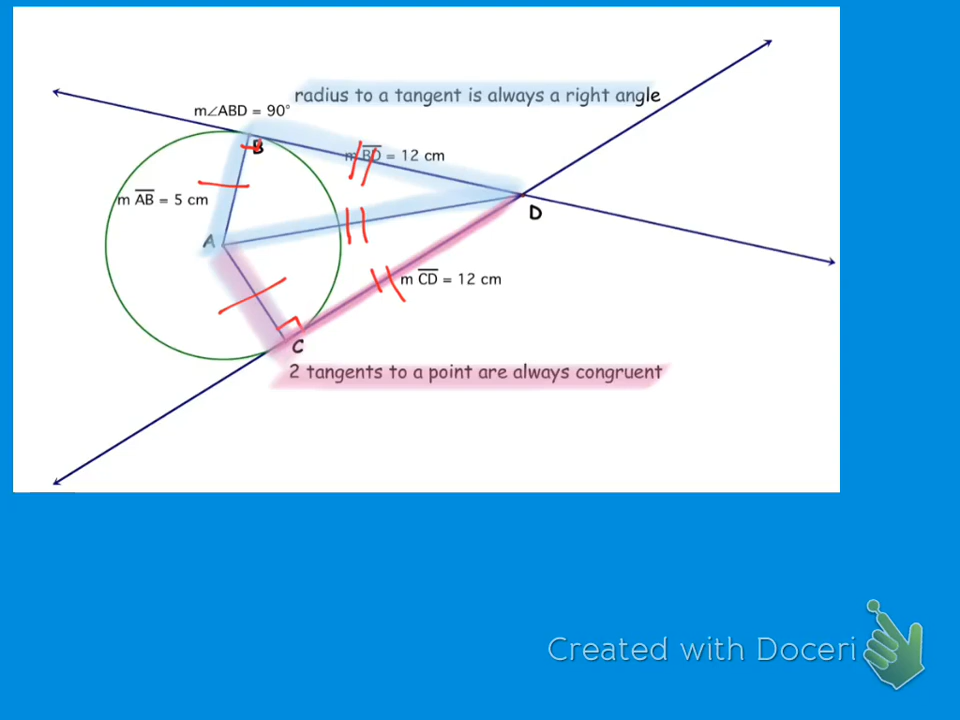 radius to a tangent is always a right angle
m∠ABD = 90°
B
m BD = 12 cm
m AB = 5 cm
D
A
m CD = 12 cm
C
2 tangents to a point are always congruent
Created with Doceri